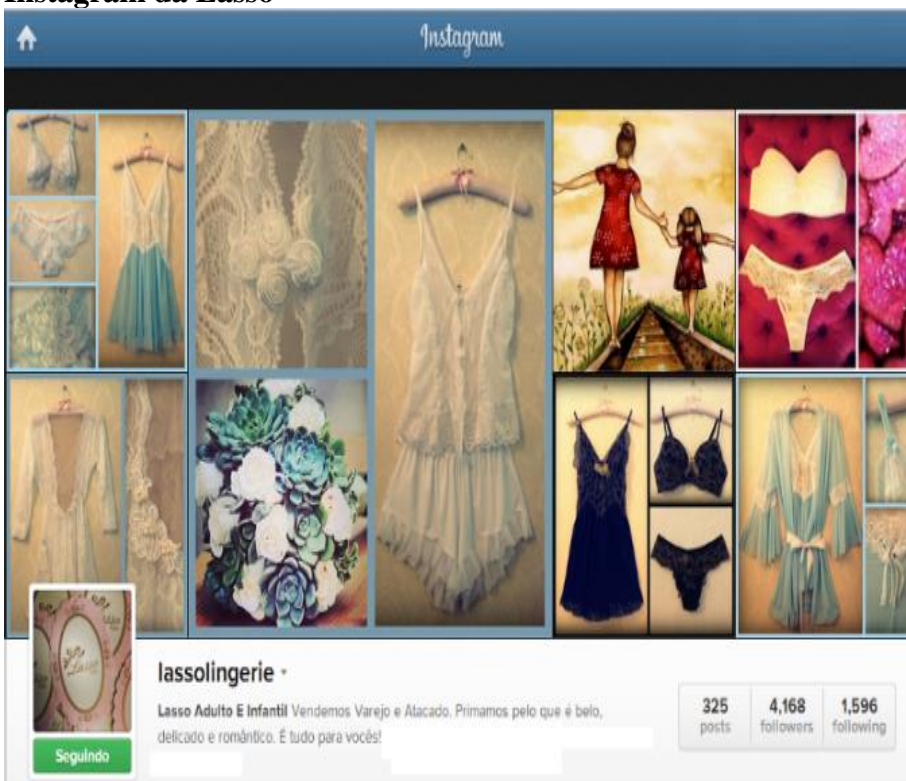 Instagram da Lasso
Instagram
Lasso
lassolingerie
Lasso Adulto E Infantil Vendemos Varejo e Atacado. Primamos pelo que é belo,
delicado e romântico. É tudo para vocês!
325 4,168 1,596
posts followers following
Seguindo